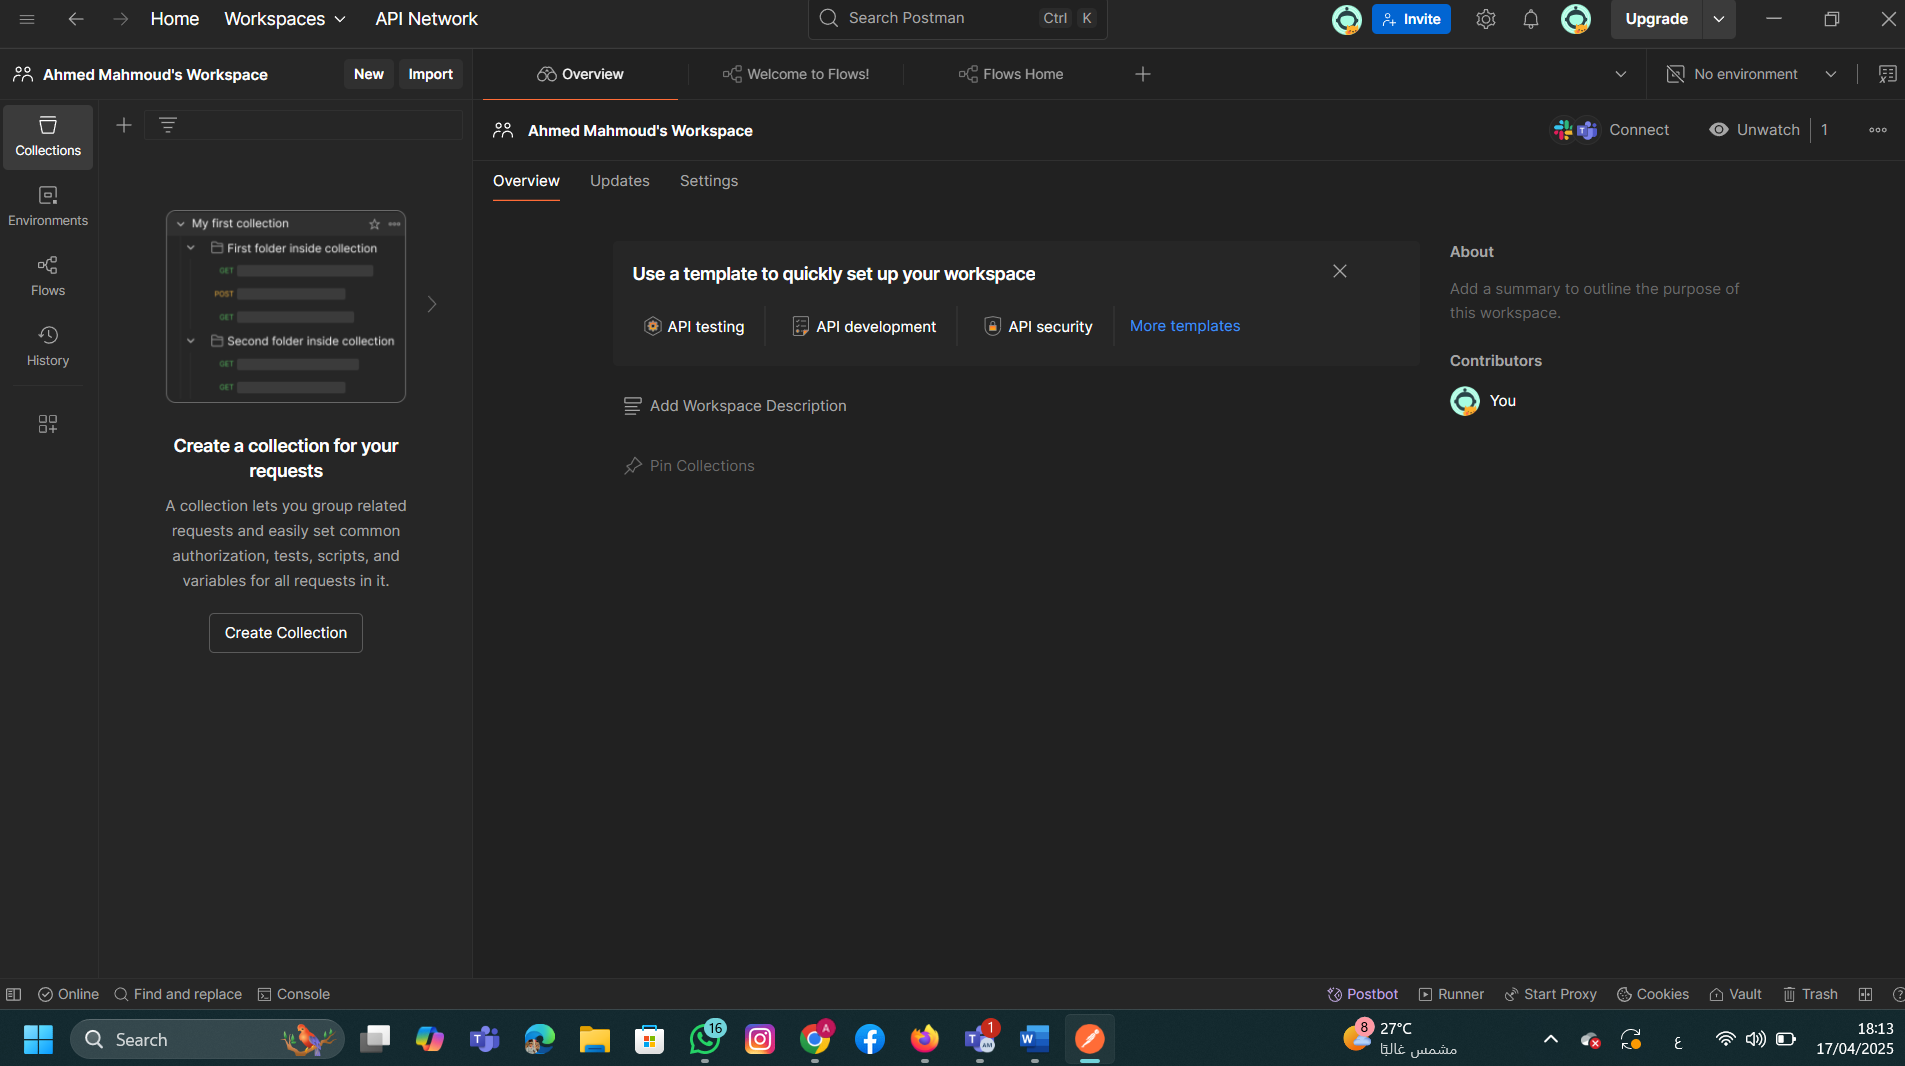 Home
Workspaces
API Network
Search Postman
Ctrl
K
Invite
Upgrade
Ahmed Mahmoud's Workspace
New
Import
Overview
Welcome to Flows!
Flows Home
No environment
Collections
Environments
Flows
History
My first collection
First folder inside collection
GET
POST
GET
Second folder inside collection
GET
GET
Create a collection for your
requests
A collection lets you group related
requests and easily set common
authorization, tests, scripts, and
variables for all requests in it.
Create Collection
Ahmed Mahmoud's Workspace
Connect
Unwatch
1
Overview
Updates
Settings
Use a template to quickly set up your workspace
API testing
API development
API security
More templates
Add Workspace Description
Pin Collections
About
Add a summary to outline the purpose of
this workspace.
Contributors
You
Online
Find and replace
Console
Postbot
Runner
Start Proxy
Cookies
Vault
Trash
Search
16
A
1
AM
8
27°C
مشمس غالبًا
ع
18:13
17/04/2025